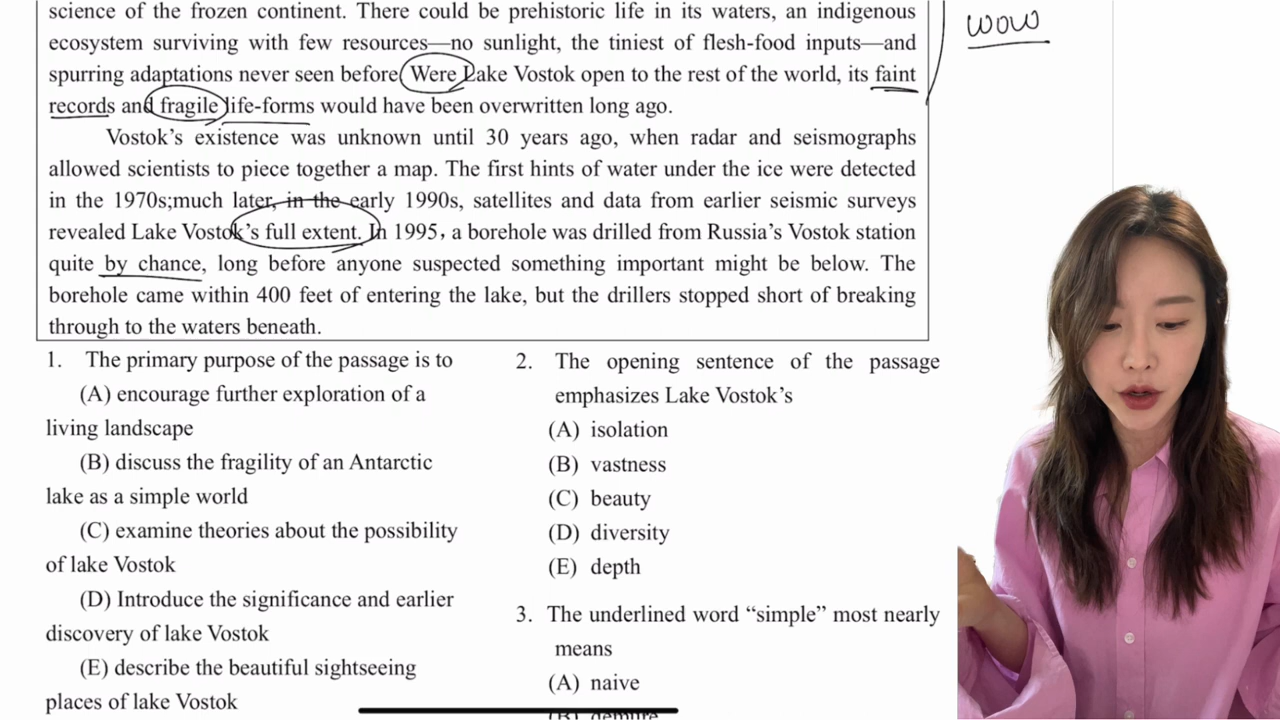 science of the frozen continent. There could be prehistoric life in its waters, an indigenous
ecosystem surviving with few resources—no sunlight, the tiniest of flesh-food inputs—and
spurring adaptations never seen before. Were Lake Vostok open to the rest of the world, its faint
records and fragile life-forms would have been overwritten long ago.
Vostok's existence was unknown until 30 years ago, when radar and seismographs
allowed scientists to piece together a map. The first hints of water under the ice were detected
in the 1970s;much later, in the early 1990s, satellites and data from earlier seismic surveys
revealed Lake Vostok's full extent. In 1995, a borehole was drilled from Russia's Vostok station
quite by chance, long before anyone suspected something important might be below. The
borehole came within 400 feet of entering the lake, but the drillers stopped short of breaking
through to the waters beneath.
wow
1. The primary purpose of the passage is to
(A) encourage further exploration of a
living landscape
(B) discuss the fragility of an Antarctic
lake as a simple world
(C) examine theories about the possibility
of lake Vostok
(D) Introduce the significance and earlier
discovery of lake Vostok
(E) describe the beautiful sightseeing
places of lake Vostok
2. The opening sentence of the passage
emphasizes Lake Vostok's
(A) isolation
(B) vastness
(C) beauty
(D) diversity
(E) depth
3. The underlined word “simple” most nearly
means
(A) naive